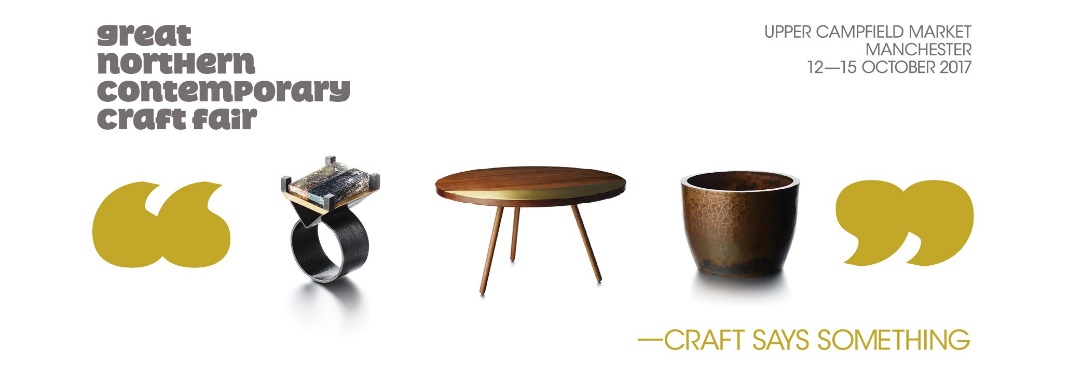 great
northern
contemporary
craft fair
UPPER CAMPFIELD MARKET
MANCHESTER
12—15 OCTOBER 2017
“ ”
—CRAFT SAYS SOMETHING